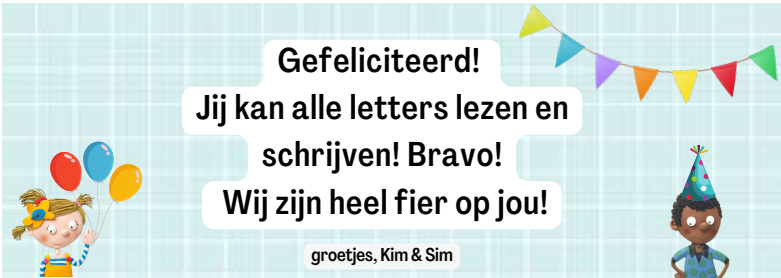 Gefeliciteerd!
Jij kan alle letters lezen en
schrijven! Bravo!
Wij zijn heel fier op jou!
groetjes, Kim & Sim